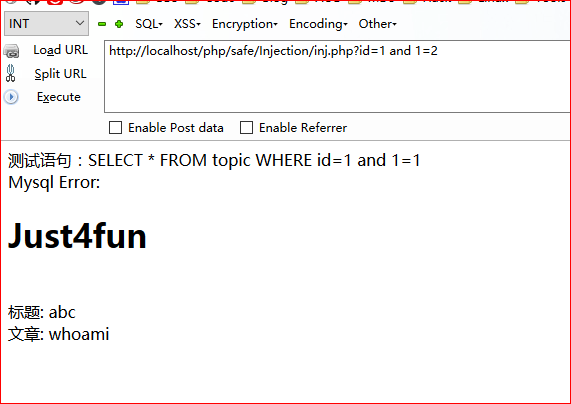 INT
SQL XSS Encryption Encoding Other
Load URL
http://localhost/php/safe/Injection/inj.php?id=1 and 1=2
Split URL
Execute
Enable Post data Enable Referrer
测试语句：SELECT * FROM topic WHERE id=1 and 1=1
Mysql Error:
Just4fun
标题: abc
文章: whoami